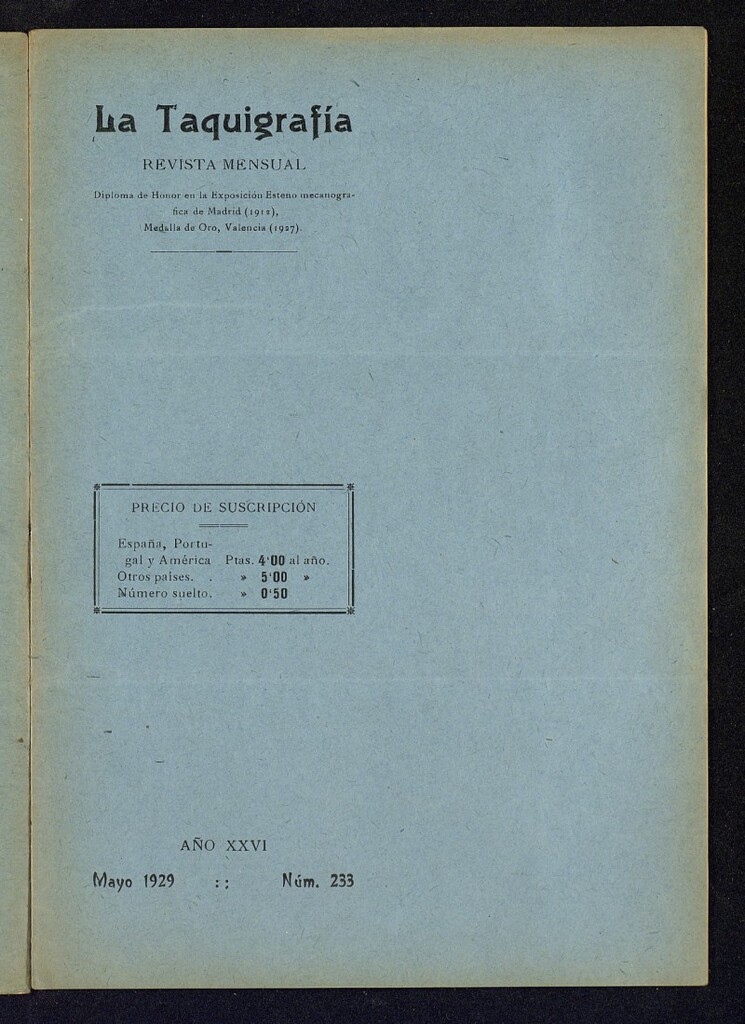 La Taquigrafía
REVISTA MENSUAL
Diploma de Honor en la Exposición Esteno mecanogra-
fica de Madrid (1912),
Medalla de Oro, Valencia (1927).
PRECIO DE SUSCRIPCIÓN
España, Portu-
gal y América Ptas. 4'00 al año.
Otros países. . » 5'00 »
Número suelto. » 0'50
AÑO XXVI
Mayo 1929 :: Núm. 233